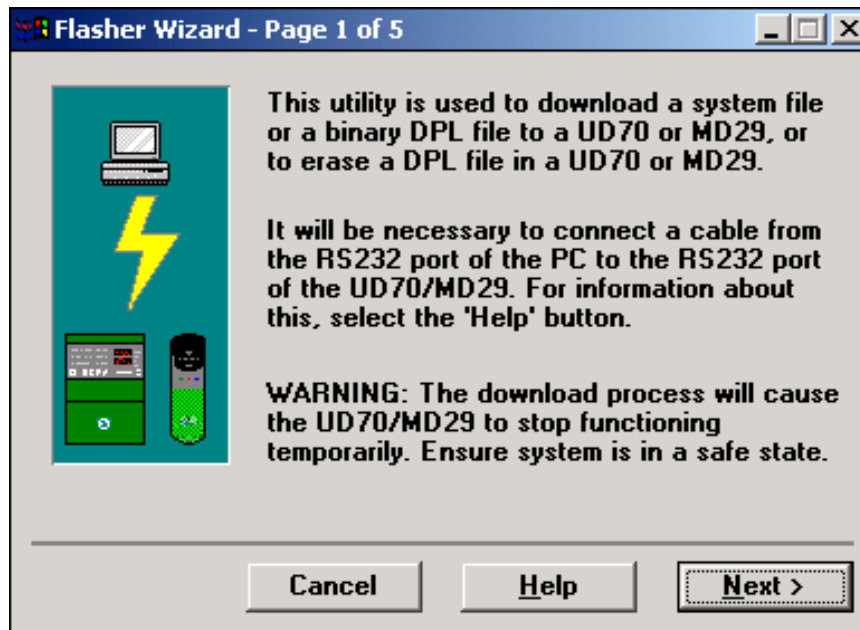 Flasher Wizard - Page 1 of 5
This utility is used to download a system file
or a binary DPL file to a UD70 or MD29, or
to erase a DPL file in a UD70 or MD29.
It will be necessary to connect a cable from
the RS232 port of the PC to the RS232 port
of the UD70/MD29. For information about
this, select the 'Help' button.
WARNING: The download process will cause
the UD70/MD29 to stop functioning
temporarily. Ensure system is in a safe state.
Cancel Help Next >